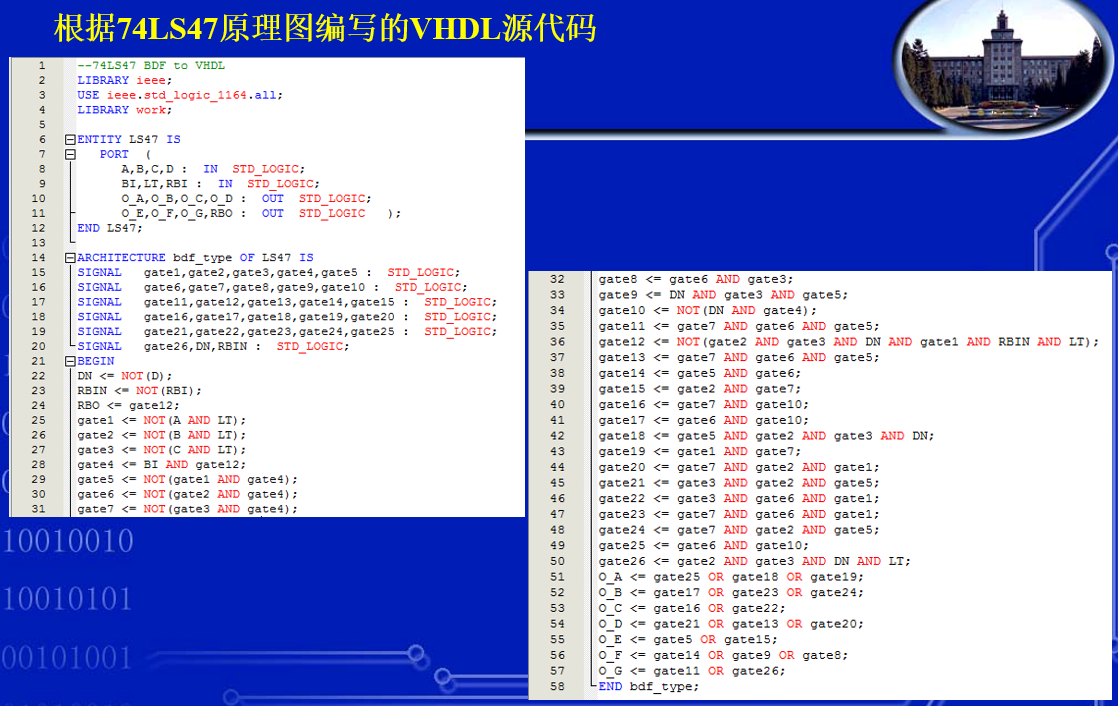 根据74LS47原理图编写的VHDL源代码
1 --74LS47 BDF to VHDL
2 LIBRARY ieee;
3 USE ieee.std_logic_1164.all;
4 LIBRARY work;
5
6 ENTITY LS47 IS
7 PORT (
8 A,B,C,D : IN STD_LOGIC;
9 BI,LT,RBI : IN STD_LOGIC;
10 O_A,O_B,O_C,O_D : OUT STD_LOGIC;
11 O_E,O_F,O_G,RBO : OUT STD_LOGIC );
12 END LS47;
13
14 ARCHITECTURE bdf_type OF LS47 IS
15 SIGNAL gate1,gate2,gate3,gate4,gate5 : STD_LOGIC;
16 SIGNAL gate6,gate7,gate8,gate9,gate10 : STD_LOGIC;
17 SIGNAL gate11,gate12,gate13,gate14,gate15 : STD_LOGIC;
18 SIGNAL gate16,gate17,gate18,gate19,gate20 : STD_LOGIC;
19 SIGNAL gate21,gate22,gate23,gate24,gate25 : STD_LOGIC;
20 SIGNAL gate26,DN,RBIN : STD_LOGIC;
21 BEGIN
22 DN <= NOT(D);
23 RBIN <= NOT(RBI);
24 RBO <= gate12;
25 gate1 <= NOT(A AND LT);
26 gate2 <= NOT(B AND LT);
27 gate3 <= NOT(C AND LT);
28 gate4 <= BI AND gate12;
29 gate5 <= NOT(gate1 AND gate4);
30 gate6 <= NOT(gate2 AND gate4);
31 gate7 <= NOT(gate3 AND gate4);
32 gate8 <= gate6 AND gate3;
33 gate9 <= DN AND gate3 AND gate5;
34 gate10 <= NOT(DN AND gate4);
35 gate11 <= gate7 AND gate6 AND gate5;
36 gate12 <= NOT(gate2 AND gate3 AND DN AND gate1 AND RBIN AND LT);
37 gate13 <= gate7 AND gate6 AND gate5;
38 gate14 <= gate5 AND gate6;
39 gate15 <= gate2 AND gate7;
40 gate16 <= gate7 AND gate10;
41 gate17 <= gate6 AND gate10;
42 gate18 <= gate5 AND gate2 AND gate3 AND DN;
43 gate19 <= gate1 AND gate7;
44 gate20 <= gate7 AND gate2 AND gate1;
45 gate21 <= gate3 AND gate2 AND gate5;
46 gate22 <= gate3 AND gate6 AND gate1;
47 gate23 <= gate7 AND gate6 AND gate1;
48 gate24 <= gate7 AND gate2 AND gate5;
49 gate25 <= gate6 AND gate10;
50 gate26 <= gate2 AND gate3 AND DN AND LT;
51 O_A <= gate25 OR gate18 OR gate19;
52 O_B <= gate17 OR gate23 OR gate24;
53 O_C <= gate16 OR gate22;
54 O_D <= gate21 OR gate13 OR gate20;
55 O_E <= gate5 OR gate15;
56 O_F <= gate14 OR gate9 OR gate8;
57 O_G <= gate11 OR gate26;
58 END bdf_type;
10010010
10010101
00101001